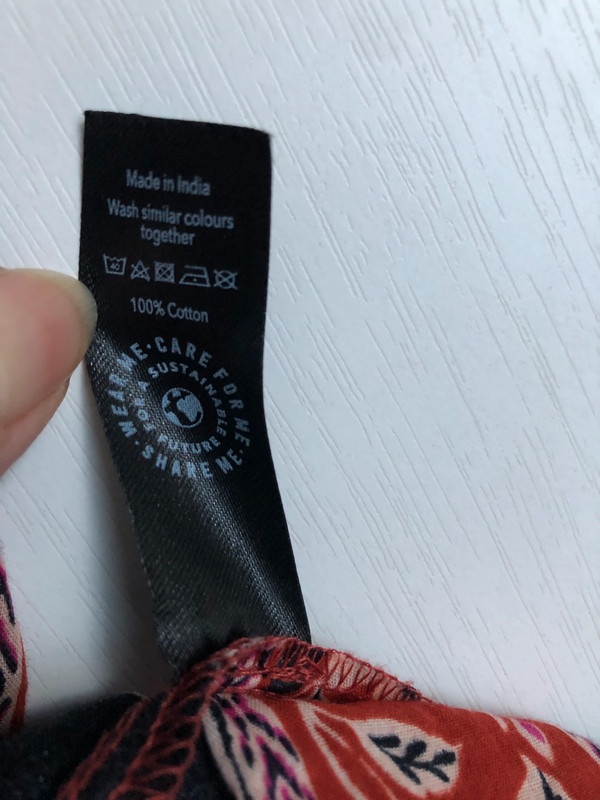 Made in India
Wash similar colours
together
40
100% Cotton
WEAR ME · CARE FOR ME · SHARE ME ·
A SUSTAINABLE FUTURE
FOR